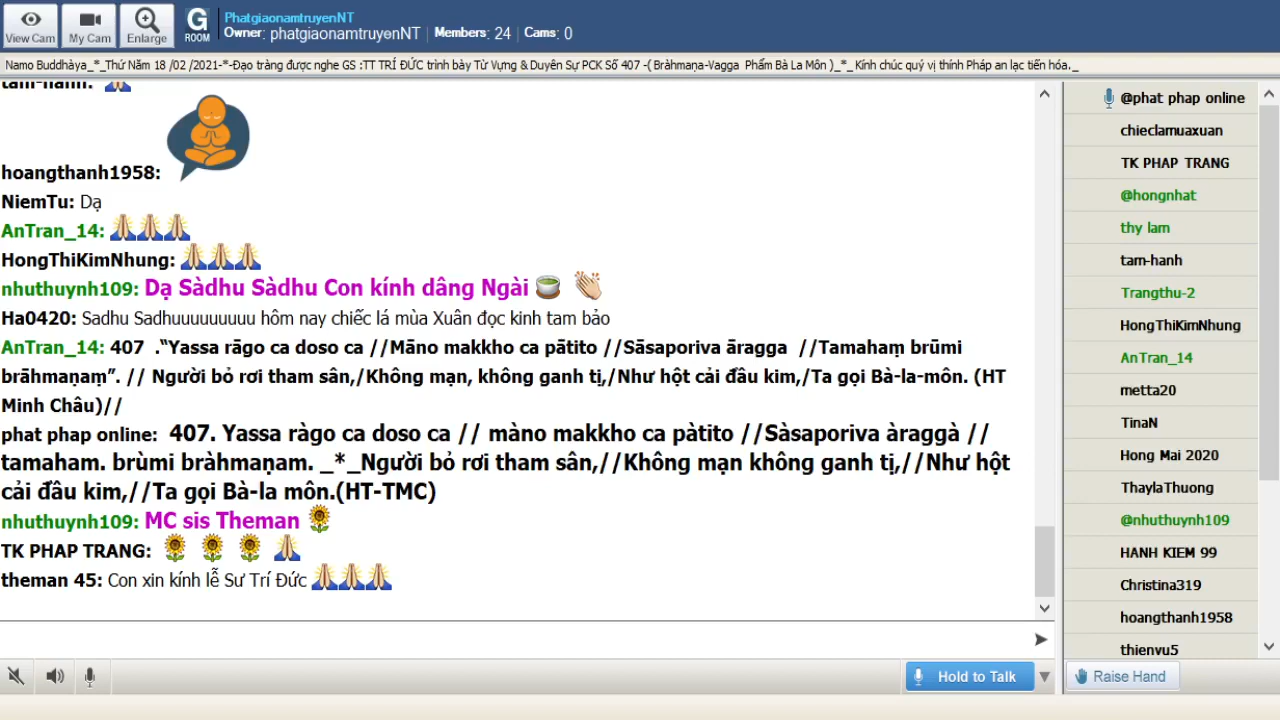 View Cam
My Cam
Enlarge
G
ROOM
PhatgiaonamtruyenNT
Owner: phatgiaonamtruyenNT | Members: 24 | Cams: 0
Namo Buddhàya_*_Thứ Năm 18 /02 /2021-*-Đạo tràng được nghe GS :TT TRÍ ĐỨC trình bày Từ Vựng & Duyên Sự PCK Số 407 -( Bràhmaṇa-Vagga Phẩm Bà La Môn )_*_ Kính chúc quý vị thính Pháp an lạc tiến hóa._
tam-hanh: 🙏
hoangthanh1958:
NiemTu: Dạ
AnTran_14: 🙏🙏🙏
HongThiKimNhung: 🙏🙏🙏
nhuthuynh109: Dạ Sàdhu Sàdhu Con kính dâng Ngài 🍵 👏
Ha0420: Sadhu Sadhuuuuuuuuu hôm nay chiếc lá mùa Xuân đọc kinh tam bảo
AnTran_14: 407 .“Yassa rāgo ca doso ca //Māno makkho ca pātito //Sāsaporiva āragga //Tamahaṃ brūmi
brāhmaṇaṃ”. // Người bỏ rơi tham sân,/Không mạn, không ganh tị,/Như hột cải đầu kim,/Ta gọi Bà-la-môn. (HT
Minh Châu)//
phat phap online: 407. Yassa ràgo ca doso ca // màno makkho ca pàtito //Sàsaporiva àraggà //
tamaham. brùmi bràhmaṇam. _*_Người bỏ rơi tham sân,//Không mạn không ganh tị,//Như hột
cải đầu kim,//Ta gọi Bà-la môn.(HT-TMC)
nhuthuynh109: MC sis Theman 🌻
TK PHAP TRANG: 🌻 🌻 🌻 🙏
theman 45: Con xin kính lễ Sư Trí Đức 🙏🙏🙏
Hold to Talk
@phat phap online
chieclamuaxuan
TK PHAP TRANG
@hongnhat
thy lam
tam-hanh
Trangthu-2
HongThiKimNhung
AnTran_14
metta20
TinaN
Hong Mai 2020
ThaylaThuong
@nhuthuynh109
HANH KIEM 99
Christina319
hoangthanh1958
thienvu5
Raise Hand